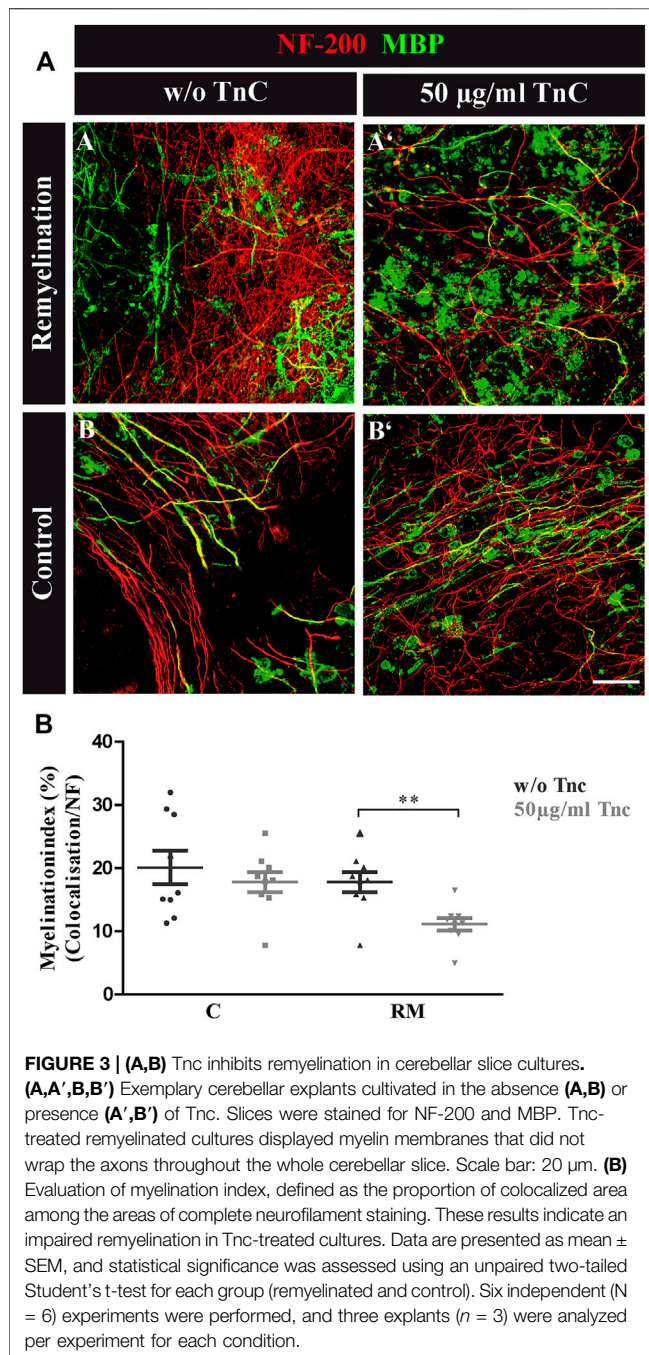 A
NF-200 MBP
w/o TnC 50 µg/ml TnC
Remyelination
A A‘
Control
B B‘
B
40
30
20
10
0
Myelinationindex (%)
(Colocalisation/NF)
**
w/o Tnc
50µg/ml Tnc
C RM
FIGURE 3 | (A,B) Tnc inhibits remyelination in cerebellar slice cultures.
(A,A′,B,B′) Exemplary cerebellar explants cultivated in the absence (A,B) or
presence (A′,B′) of Tnc. Slices were stained for NF-200 and MBP. Tnc-
treated remyelinated cultures displayed myelin membranes that did not
wrap the axons throughout the whole cerebellar slice. Scale bar: 20 µm. (B)
Evaluation of myelination index, defined as the proportion of colocalized area
among the areas of complete neurofilament staining. These results indicate an
impaired remyelination in Tnc-treated cultures. Data are presented as mean ±
SEM, and statistical significance was assessed using an unpaired two-tailed
Student’s t-test for each group (remyelinated and control). Six independent (N
= 6) experiments were performed, and three explants (n = 3) were analyzed
per experiment for each condition.